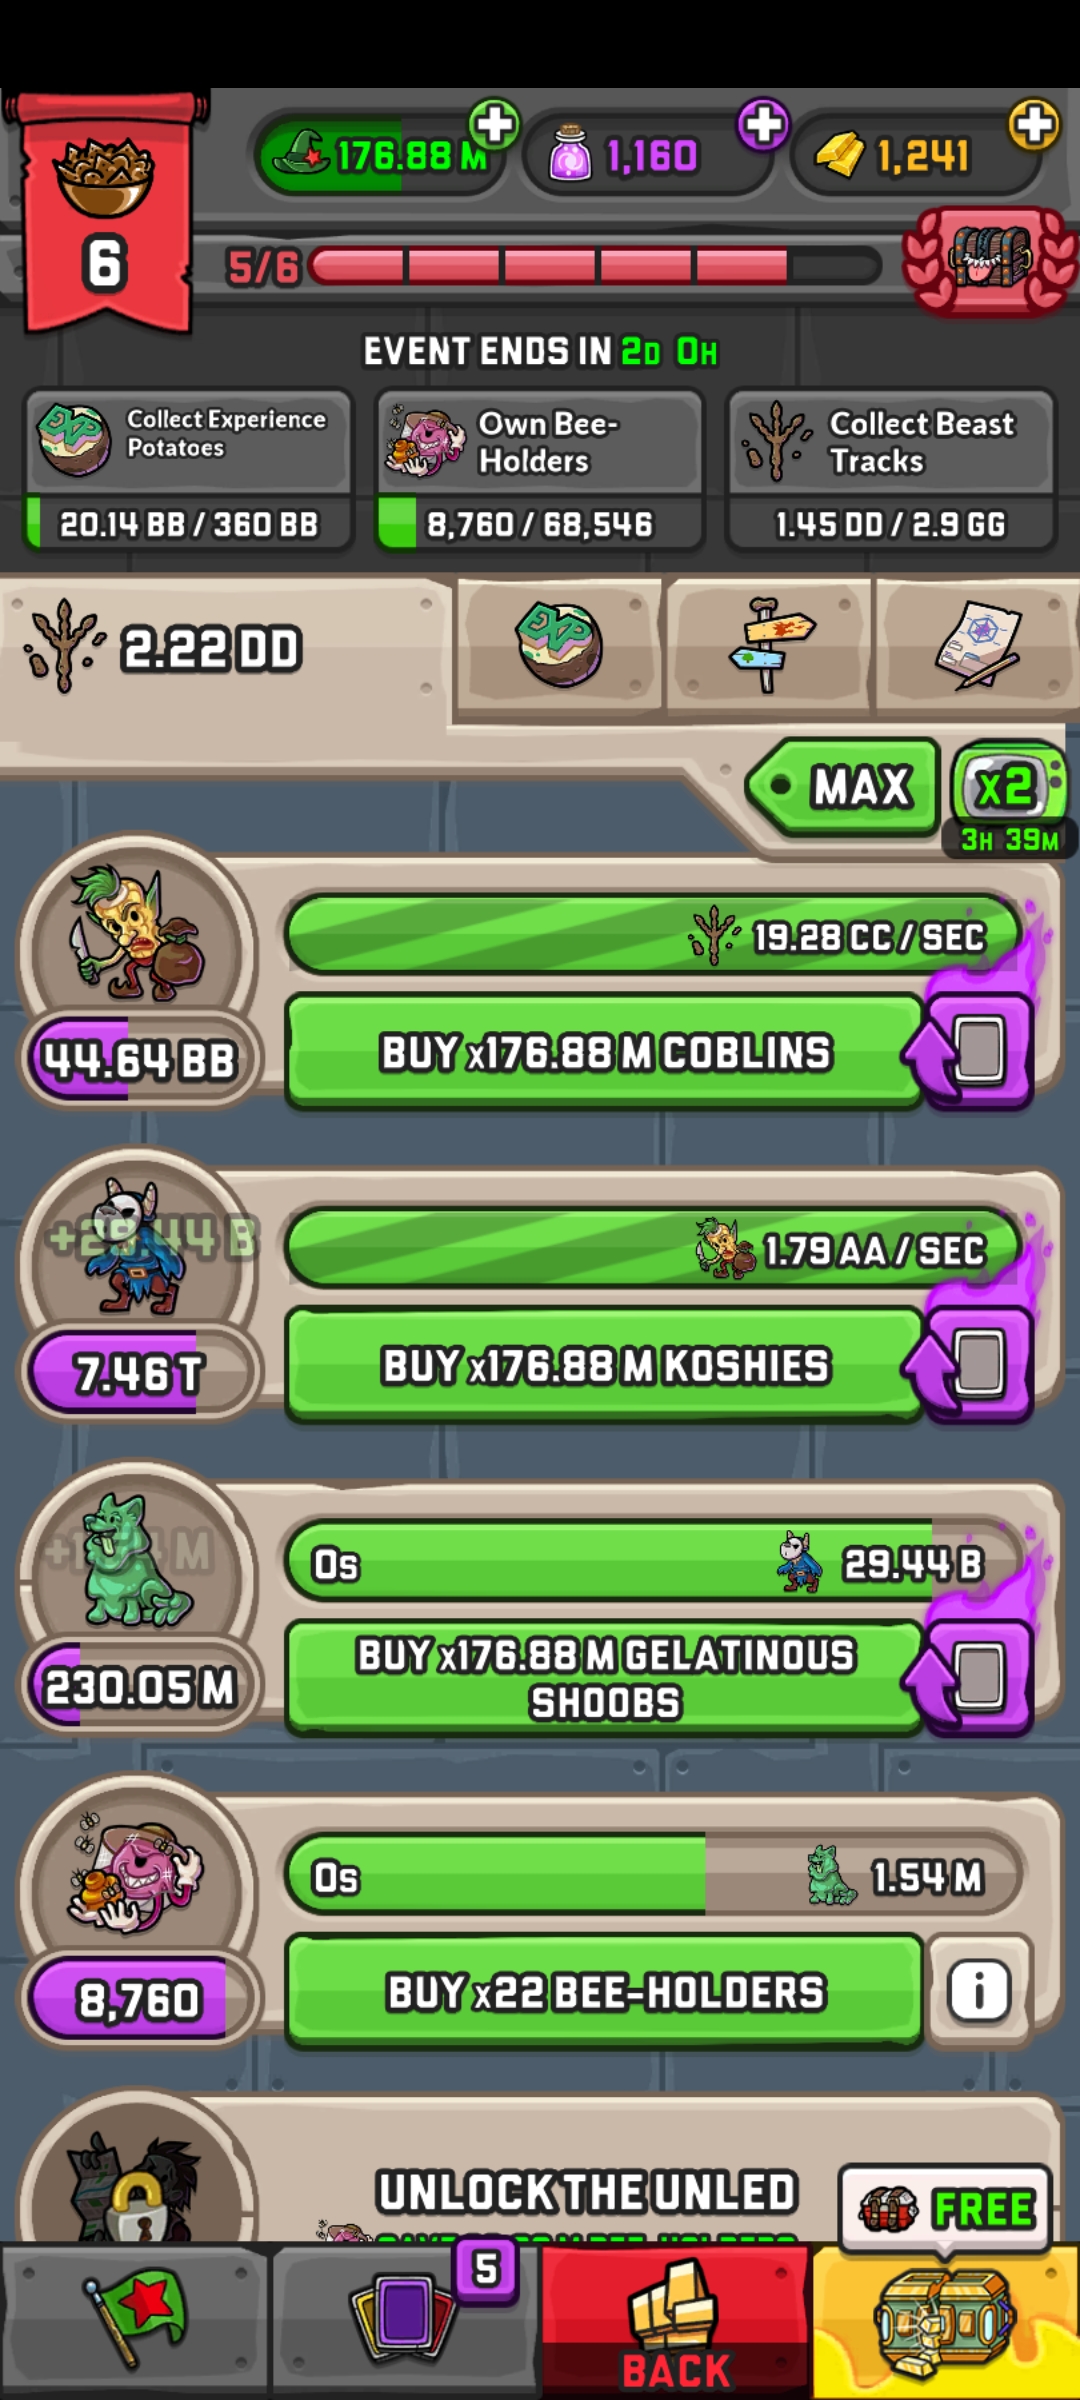 176.88 M
1,160
1,241
6
5/6
EVENT ENDS IN 2D 0H
Collect Experience
Potatoes
20.14 BB / 360 BB
Own Bee-
Holders
8,760 / 68,546
Collect Beast
Tracks
1.45 DD / 2.9 GG
2.22 DD
EXP
MAX
x2
3H 39M
19.28 CC / SEC
44.64 BB
BUY x176.88 M COBLINS
1.79 AA / SEC
7.46 T
BUY x176.88 M KOSHIES
0s
29.44 B
230.05 M
BUY x176.88 M GELATINOUS
SHOOBS
0s
1.54 M
8,760
BUY x22 BEE-HOLDERS
i
UNLOCK THE UNLED
FREE
5
BACK